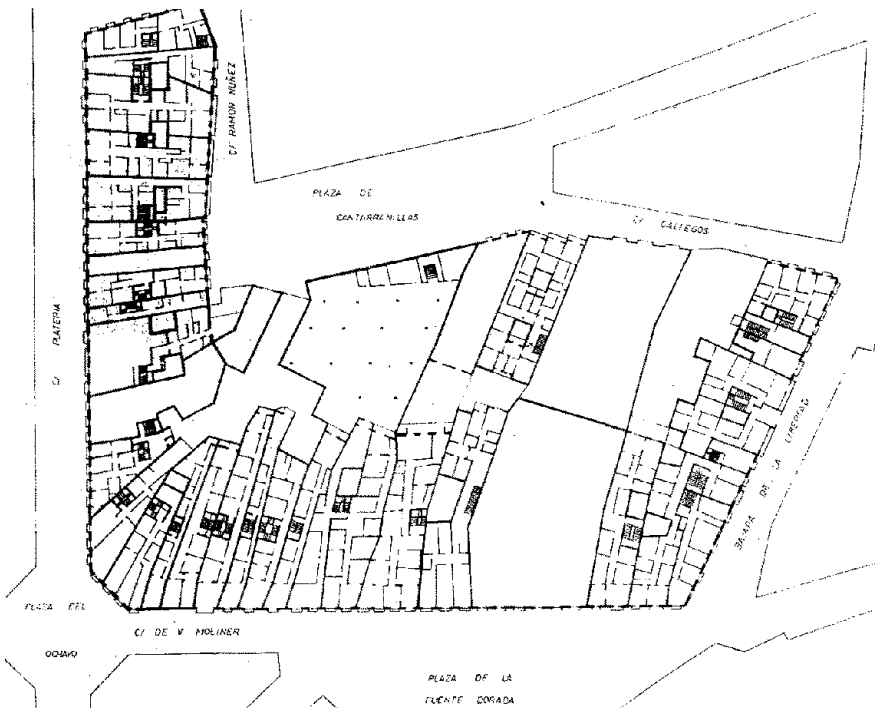 C/ RAMON NUÑEZ
PLAZA DE
CANTARRANILLAS
C/ GALLEGOS
C/ PLATERIA
BAJADA DE LA LIBERTAD
PLAZA DEL
OCHAVO
C/ DE V MOLINER
PLAZA DE LA
FUENTE DORADA